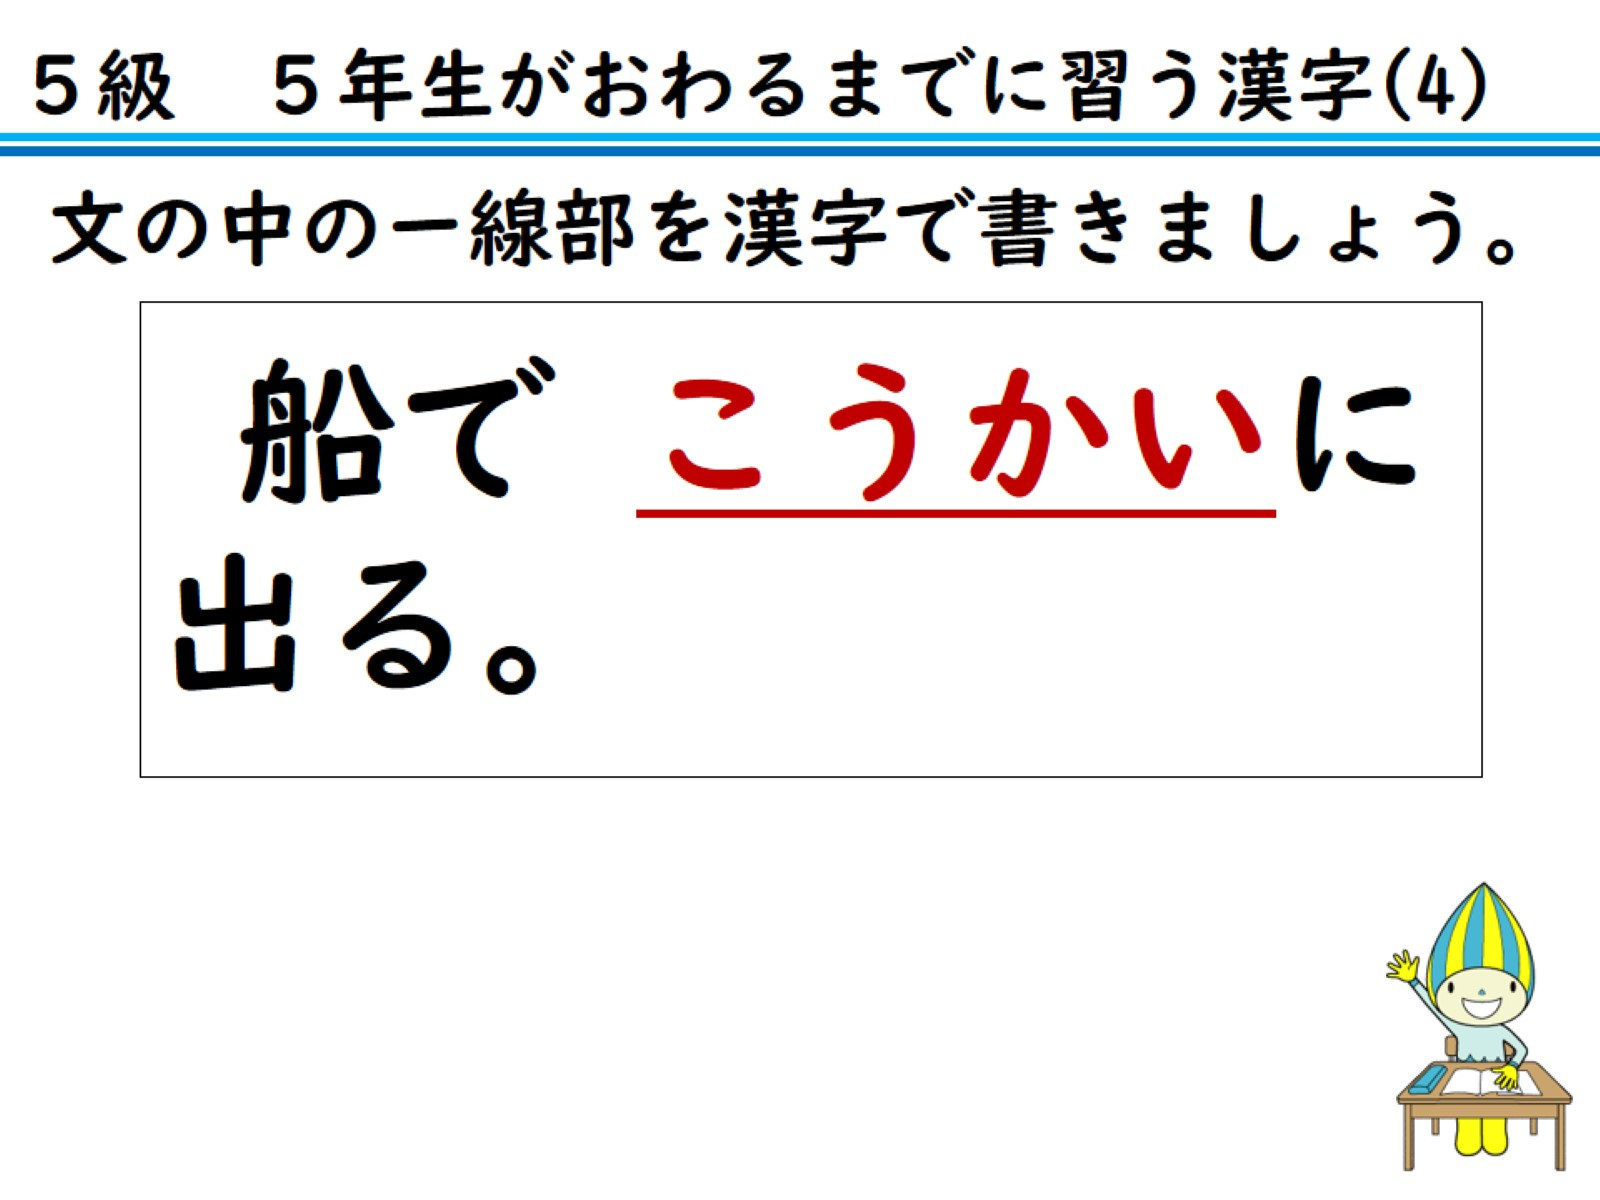 ５級　５年生がおわるまでに習う漢字(4)
文の中の一線部を漢字で書きましょう。
船で こうかいに
出る。